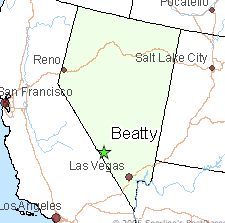 Pocatello
Reno
Salt Lake City
San Francisco
Beatty
Las Vegas
Los Angeles